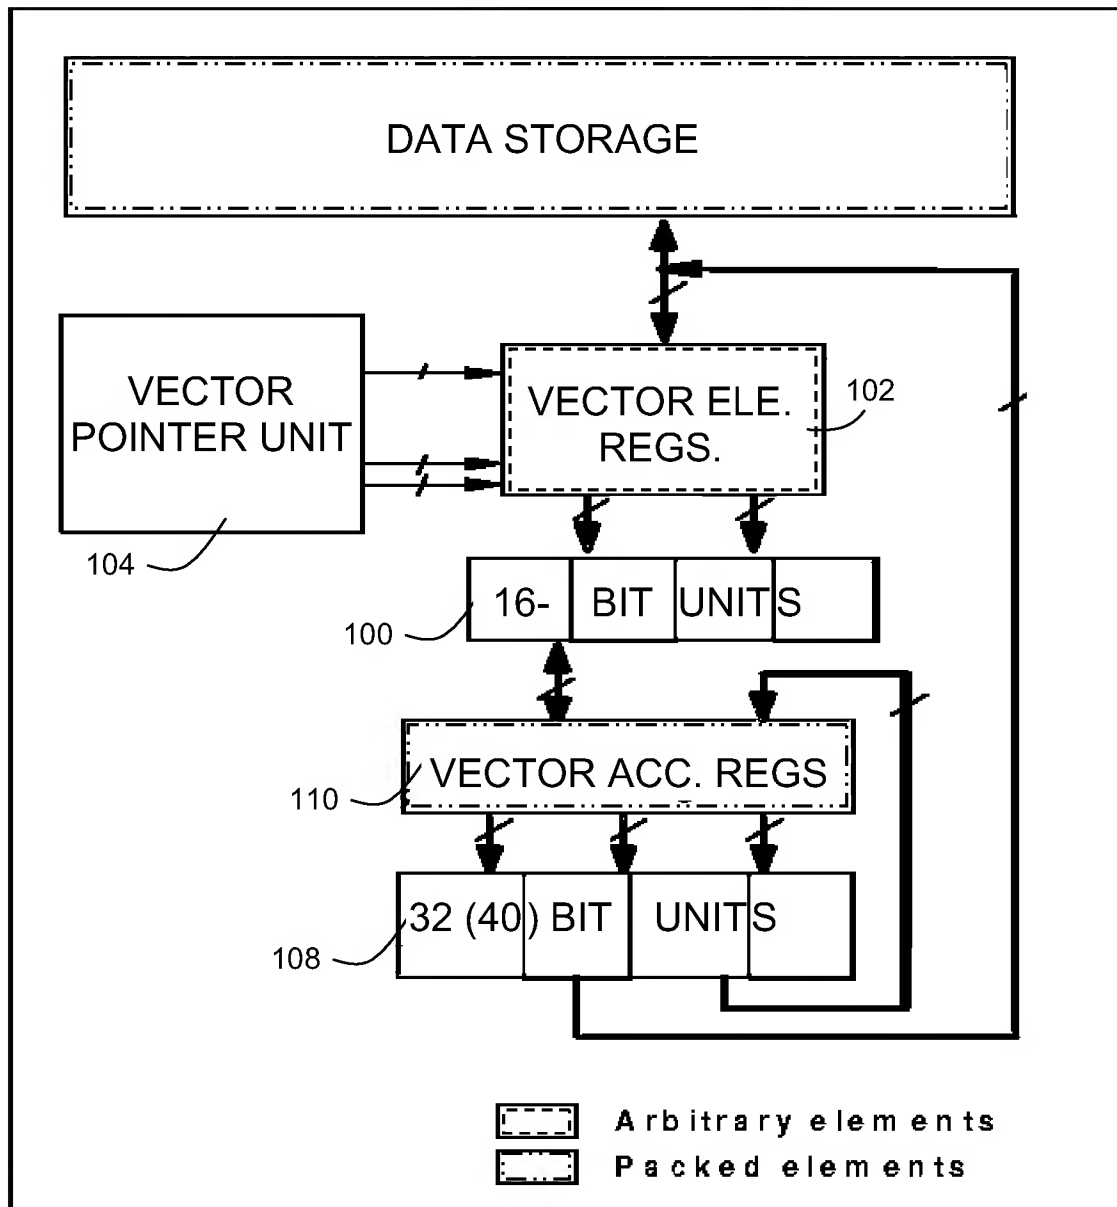 DATA STORAGE
VECTOR
POINTER UNIT
104
VECTOR ELE.
REGS.
102
16- BIT UNITS
100
VECTOR ACC. REGS
110
32 (40) BIT UNITS
108
Arbitrary elements
Packed elements